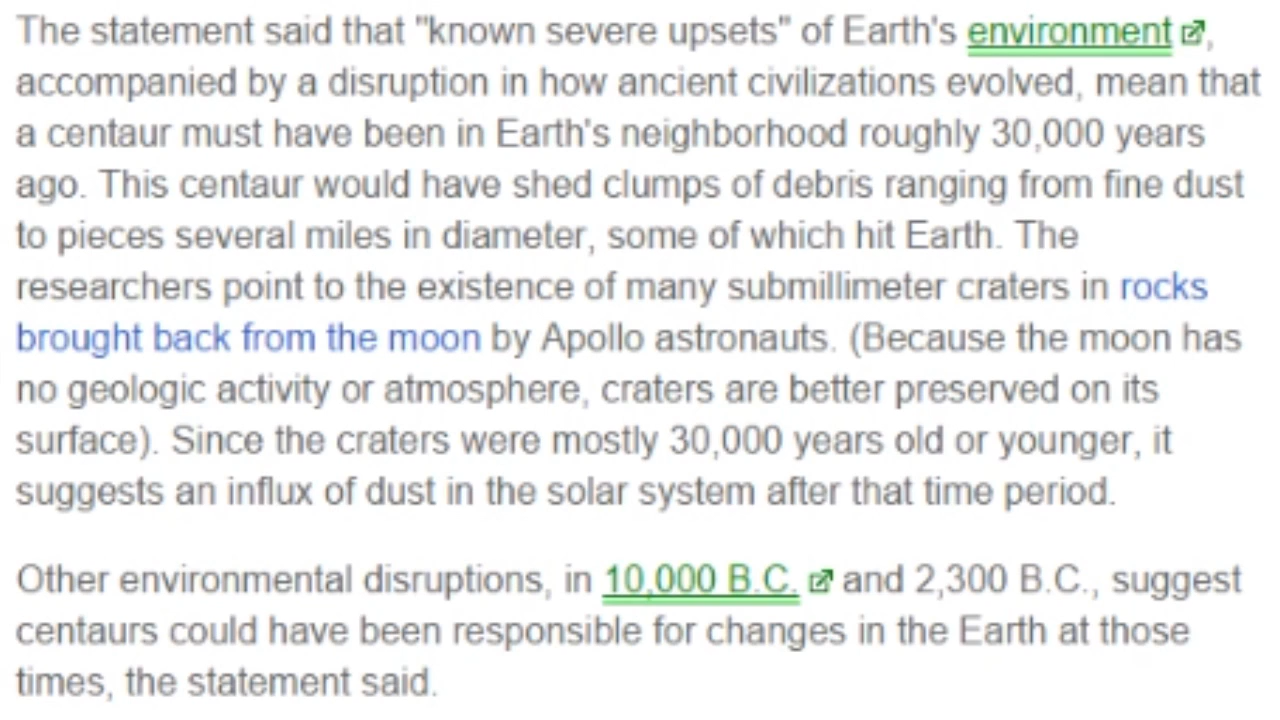 The statement said that "known severe upsets" of Earth's environment,
accompanied by a disruption in how ancient civilizations evolved, mean that
a centaur must have been in Earth's neighborhood roughly 30,000 years
ago. This centaur would have shed clumps of debris ranging from fine dust
to pieces several miles in diameter, some of which hit Earth. The
researchers point to the existence of many submillimeter craters in rocks
brought back from the moon by Apollo astronauts. (Because the moon has
no geologic activity or atmosphere, craters are better preserved on its
surface). Since the craters were mostly 30,000 years old or younger, it
suggests an influx of dust in the solar system after that time period.
Other environmental disruptions, in 10,000 B.C. and 2,300 B.C., suggest
centaurs could have been responsible for changes in the Earth at those
times, the statement said.